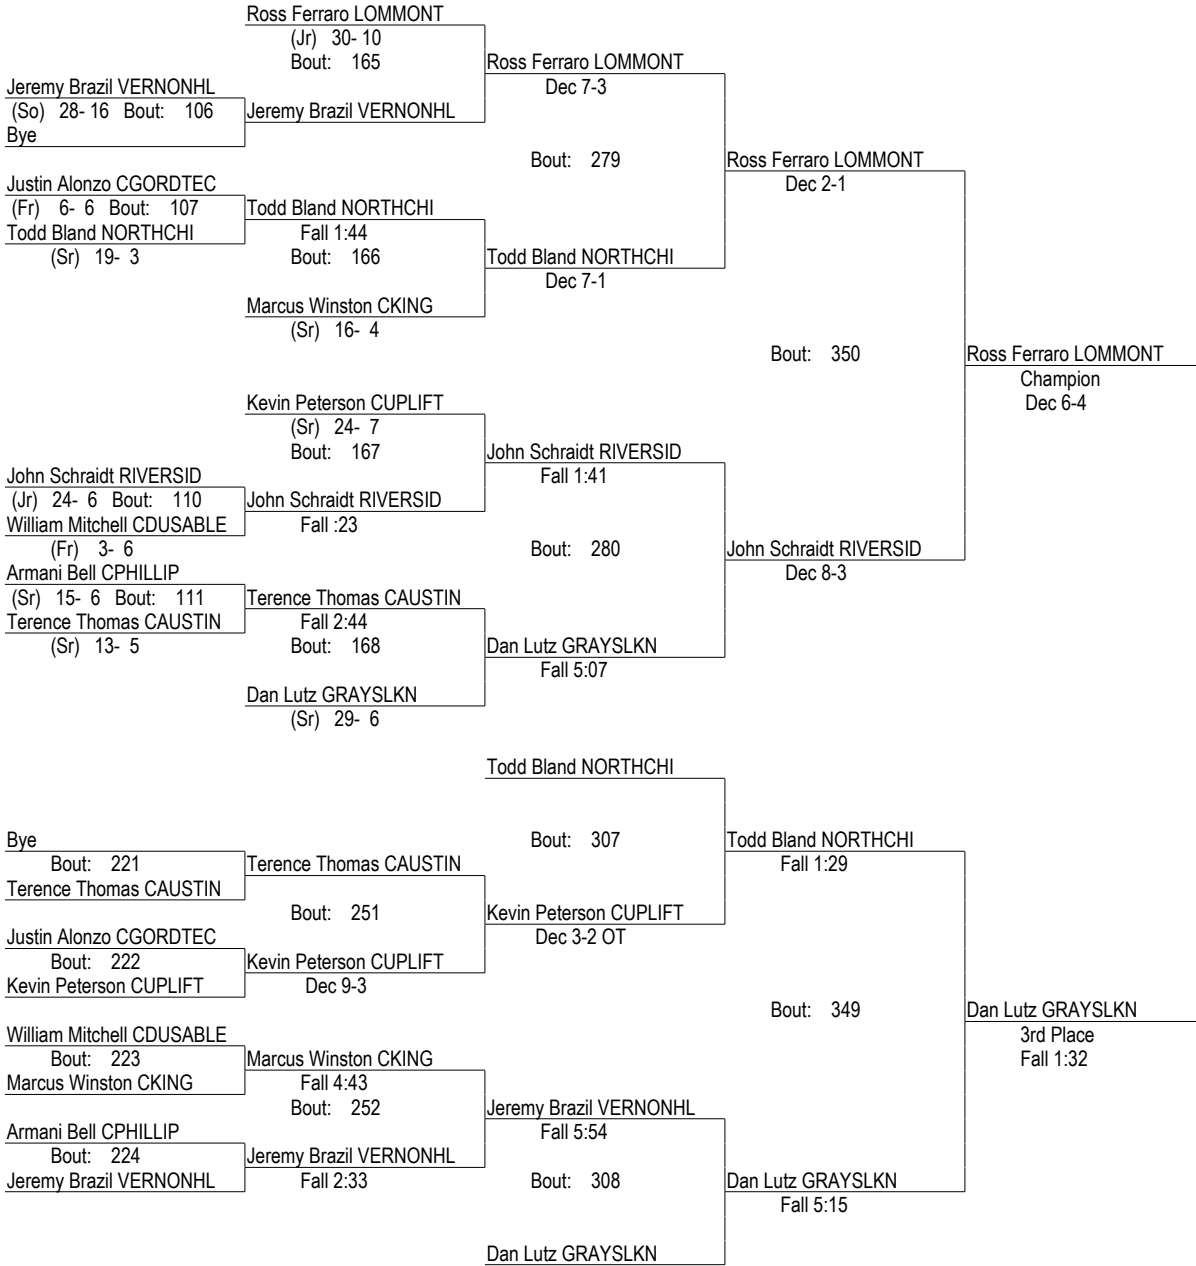 Ross Ferraro LOMMONT
(Jr) 30- 10
Bout: 165
Ross Ferraro LOMMONT
Dec 7-3
Jeremy Brazil VERNONHL
(So) 28- 16 Bout: 106
Jeremy Brazil VERNONHL
Bye
Bout: 279
Ross Ferraro LOMMONT
Dec 2-1
Justin Alonzo CGORDTEC
(Fr) 6- 6 Bout: 107
Todd Bland NORTHCHI
Todd Bland NORTHCHI
Fall 1:44
(Sr) 19- 3
Bout: 166
Todd Bland NORTHCHI
Dec 7-1
Marcus Winston CKING
(Sr) 16- 4
Bout: 350
Ross Ferraro LOMMONT
Champion
Dec 6-4
Kevin Peterson CUPLIFT
(Sr) 24- 7
Bout: 167
John Schraidt RIVERSID
Fall 1:41
John Schraidt RIVERSID
(Jr) 24- 6 Bout: 110
John Schraidt RIVERSID
William Mitchell CDUSABLE
Fall :23
(Fr) 3- 6
Bout: 280
John Schraidt RIVERSID
Dec 8-3
Armani Bell CPHILLIP
(Sr) 15- 6 Bout: 111
Terence Thomas CAUSTIN
Terence Thomas CAUSTIN
Fall 2:44
(Sr) 13- 5
Bout: 168
Dan Lutz GRAYSLKN
Fall 5:07
Dan Lutz GRAYSLKN
(Sr) 29- 6
Todd Bland NORTHCHI
Bye
Bout: 307
Todd Bland NORTHCHI
Bout: 221
Terence Thomas CAUSTIN
Fall 1:29
Terence Thomas CAUSTIN
Bout: 251
Kevin Peterson CUPLIFT
Dec 3-2 OT
Justin Alonzo CGORDTEC
Bout: 222
Kevin Peterson CUPLIFT
Kevin Peterson CUPLIFT
Dec 9-3
Bout: 349
Dan Lutz GRAYSLKN
3rd Place
Fall 1:32
William Mitchell CDUSABLE
Bout: 223
Marcus Winston CKING
Marcus Winston CKING
Fall 4:43
Bout: 252
Jeremy Brazil VERNONHL
Fall 5:54
Armani Bell CPHILLIP
Bout: 224
Jeremy Brazil VERNONHL
Jeremy Brazil VERNONHL
Fall 2:33
Bout: 308
Dan Lutz GRAYSLKN
Fall 5:15
Dan Lutz GRAYSLKN